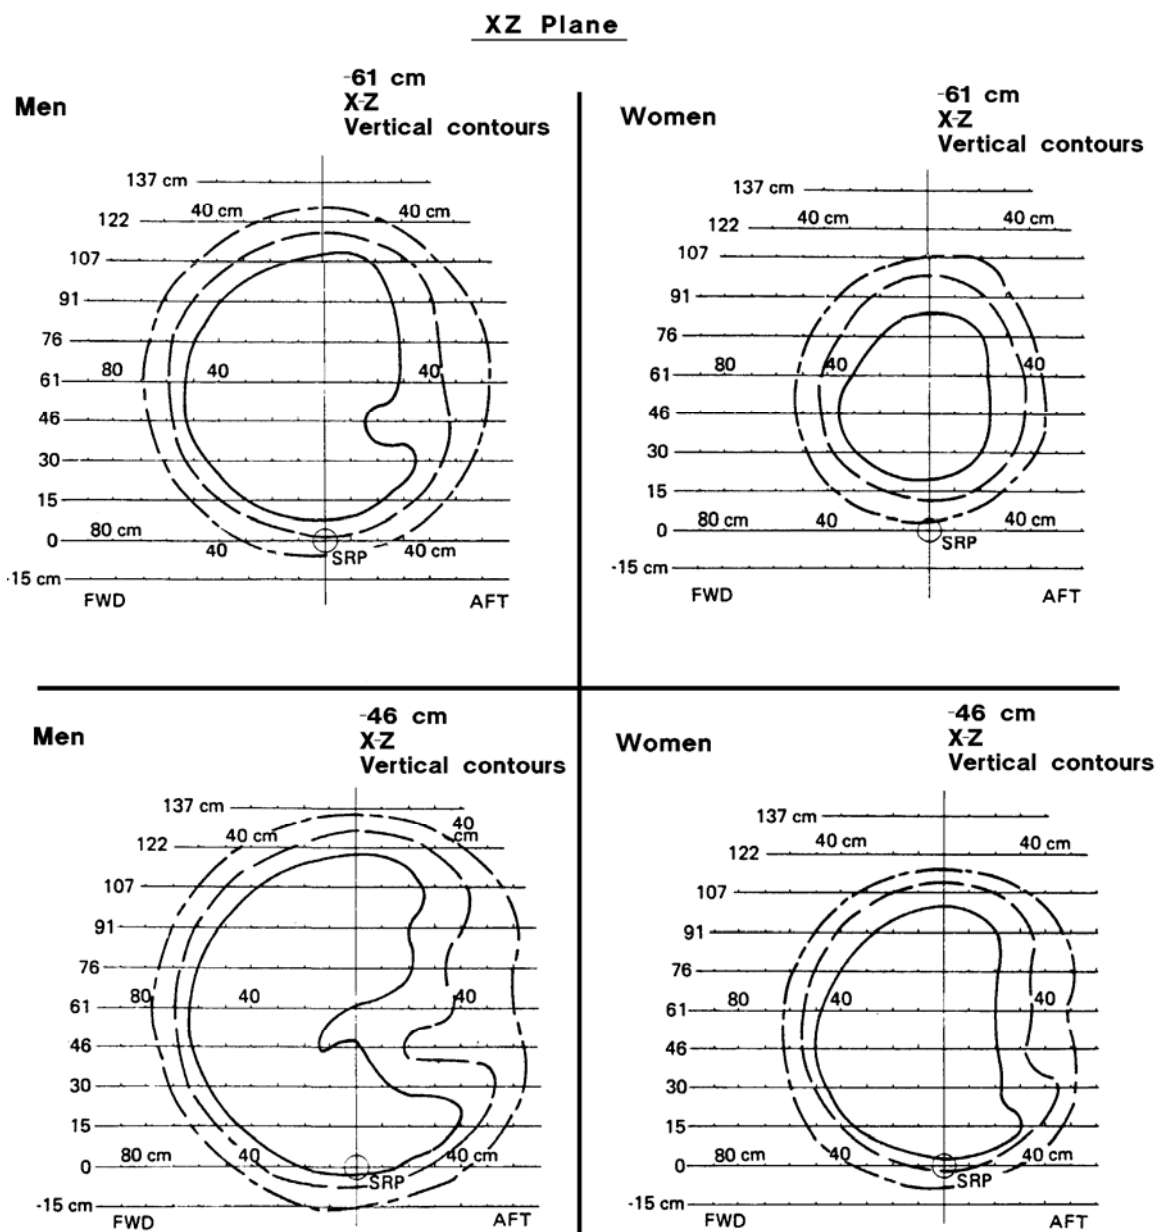 XZ Plane
Men
-61 cm
X-Z
Vertical contours
137 cm
122 40 cm 40 cm
107
91
76
80 40 40
61
46
30
15
80 cm 40 40 cm
0
SRP
-15 cm
FWD AFT
Women
-61 cm
X-Z
Vertical contours
137 cm
40 cm 40 cm
122
107
91
76
80 40 40
61
46
30
15
80 cm 40 40 cm
0
SRP
-15 cm
FWD AFT
Men
-46 cm
X-Z
Vertical contours
137 cm
40 cm 40 cm
122
107
91
76
80 40 40
61
46
30
15
80 cm 40 40 cm
0
SRP
-15 cm
FWD AFT
Women
-46 cm
X-Z
Vertical contours
137 cm
40 cm 40 cm
122
107
91
76
80 40 40
61
46
30
15
80 cm 40 40 cm
0
SRP
-15 cm
FWD AFT